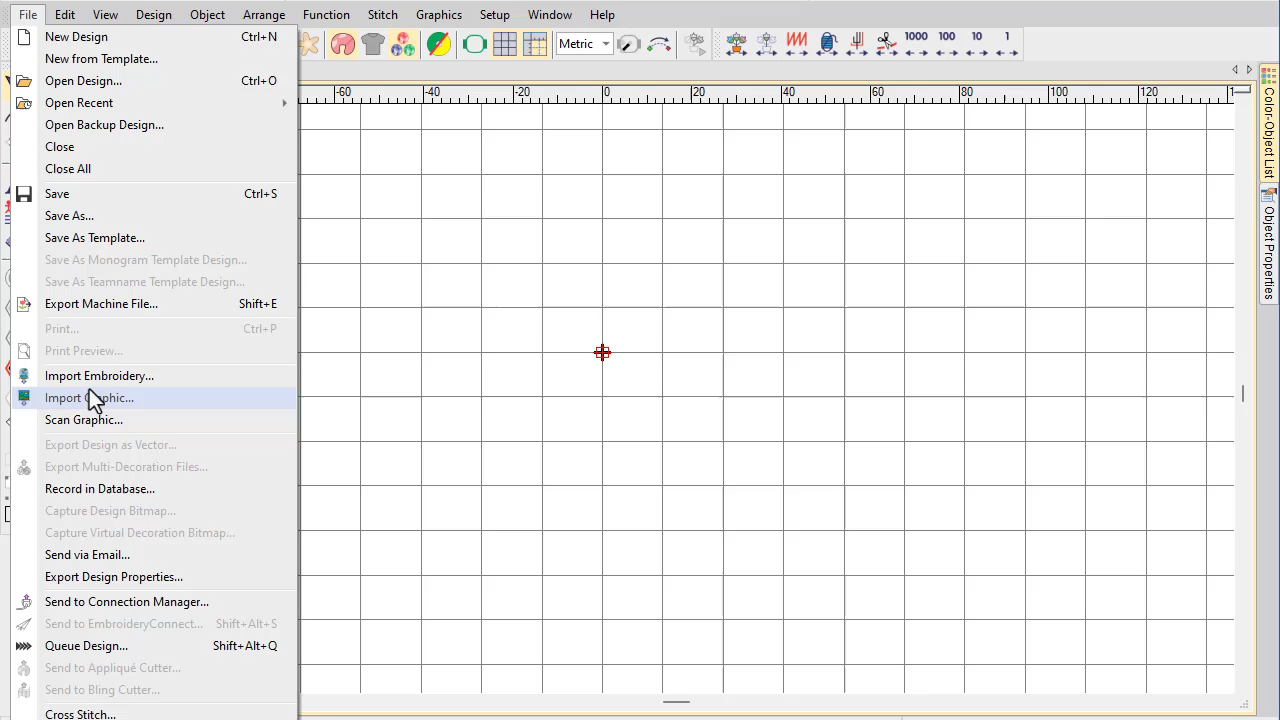 File Edit View Design Object Arrange Function Stitch Graphics Setup Window Help
New Design Ctrl+N
New from Template...
Open Design... Ctrl+O
Open Recent
Open Backup Design...
Close
Close All
Save Ctrl+S
Save As...
Save As Template...
Save As Monogram Template Design...
Save As Teamname Template Design...
Export Machine File... Shift+E
Print... Ctrl+P
Print Preview...
Import Embroidery...
Import Graphic...
Scan Graphic...
Export Design as Vector...
Export Multi-Decoration Files...
Record in Database...
Capture Design Bitmap...
Capture Virtual Decoration Bitmap...
Send via Email...
Export Design Properties...
Send to Connection Manager...
Send to EmbroideryConnect... Shift+Alt+S
Queue Design... Shift+Alt+Q
Send to Appliqué Cutter...
Send to Bling Cutter...
Cross Stitch...
Metric
1000 100 10 1
-60 -40 -20 0 20 40 60 80 100 120
Color-Object List
Object Properties